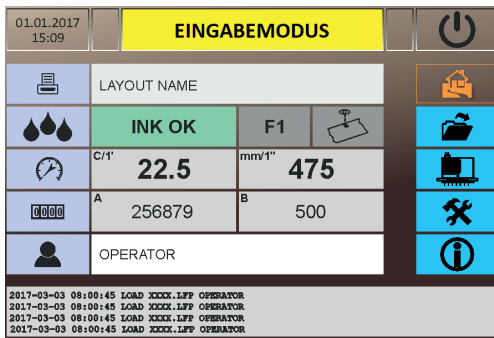 01.01.2017
15:09
EINGABEMODUS
LAYOUT NAME
INK OK
F1
C/1'
22.5
mm/1"
475
0000
A
256879
B
500
OPERATOR
2017-03-03 08:00:45 LOAD XXXX.LFP OPERATOR
2017-03-03 08:00:45 LOAD XXXX.LFP OPERATOR
2017-03-03 08:00:45 LOAD XXXX.LFP OPERATOR
2017-03-03 08:00:45 LOAD XXXX.LFP OPERATOR